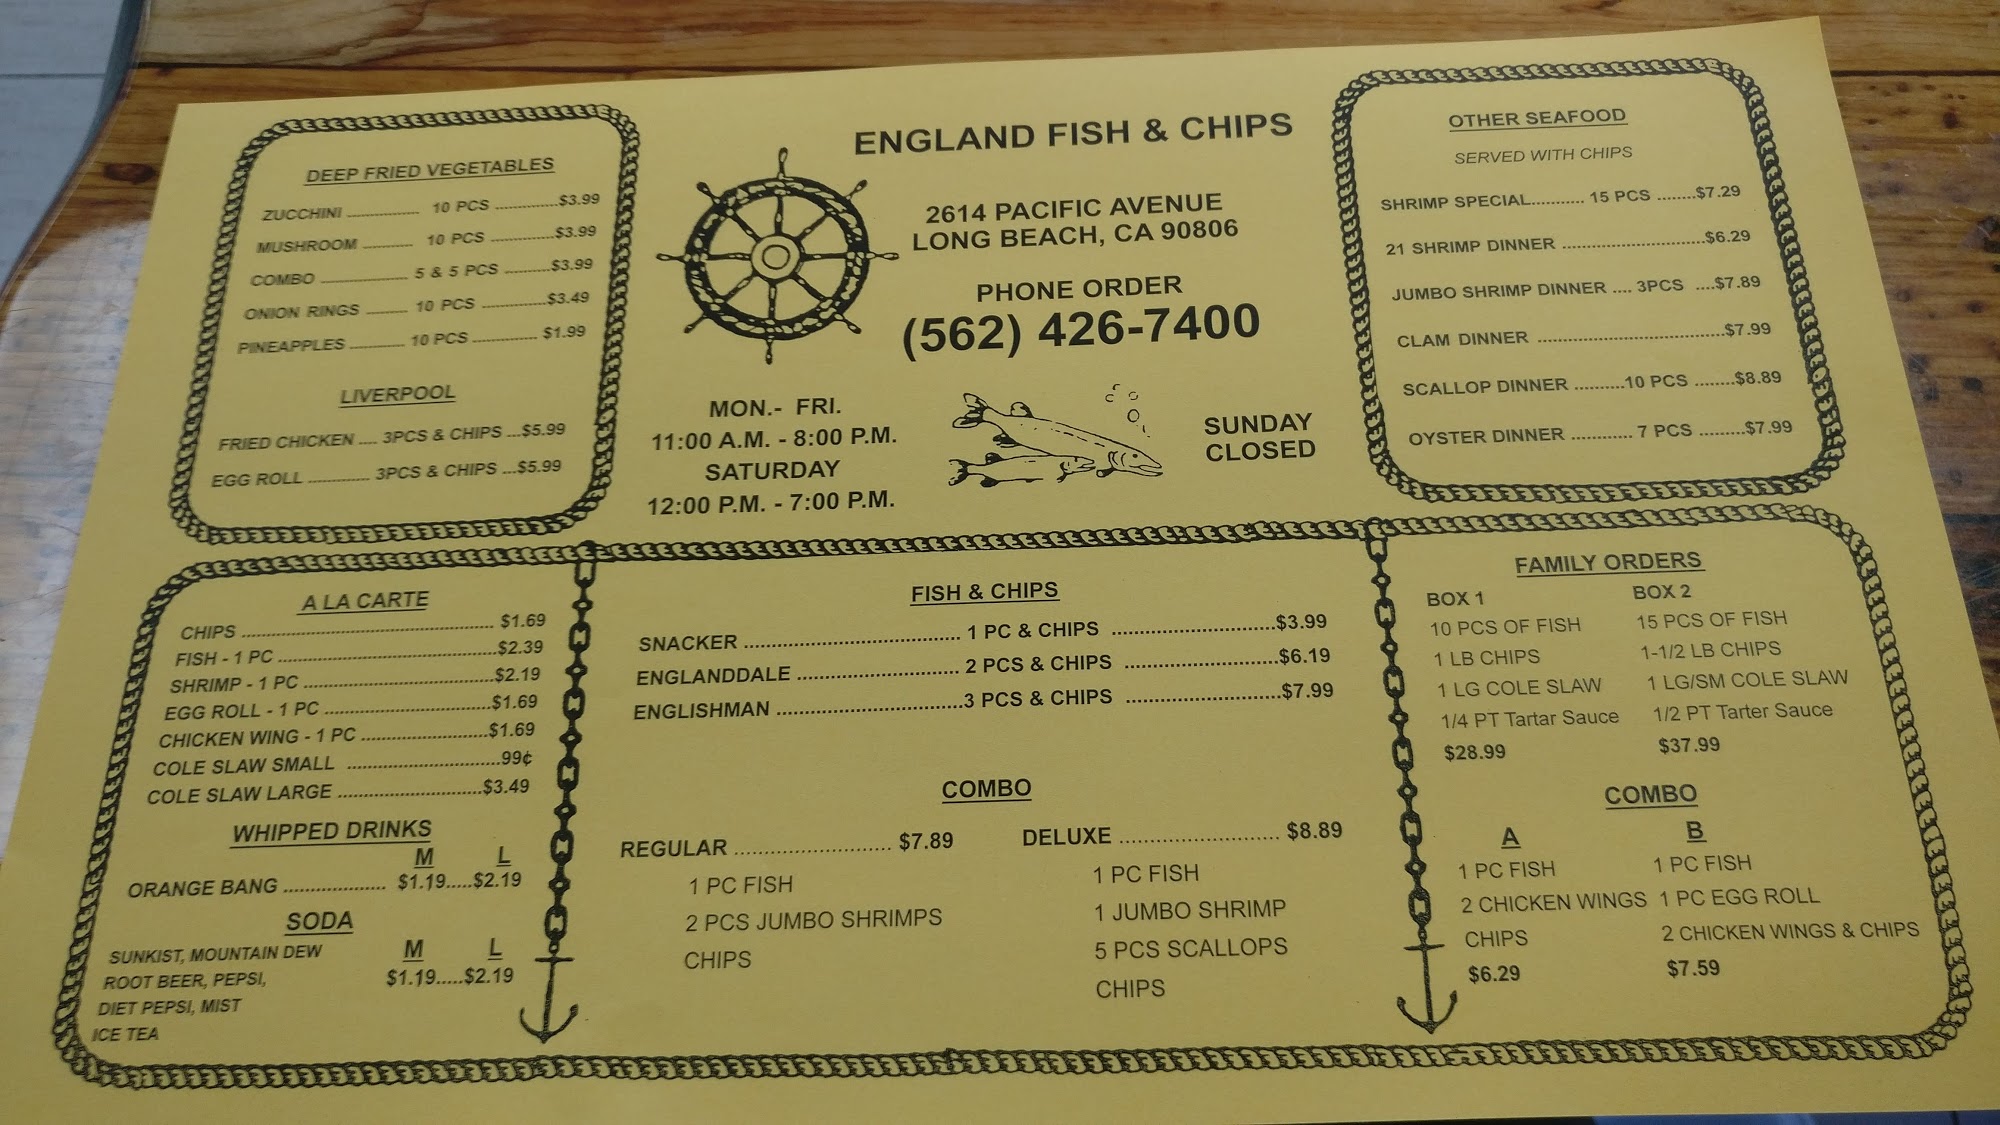 ENGLAND FISH & CHIPS
2614 PACIFIC AVENUE
LONG BEACH, CA 90806
PHONE ORDER
(562) 426-7400
MON.- FRI.
11:00 A.M. - 8:00 P.M.
SATURDAY
12:00 P.M. - 7:00 P.M.
SUNDAY
CLOSED
DEEP FRIED VEGETABLES
ZUCCHINI ................. 10 PCS ...............$3.99
MUSHROOM ............ 10 PCS ...............$3.99
COMBO .................... 5 & 5 PCS ...........$3.99
ONION RINGS .......... 10 PCS ...............$3.49
PINEAPPLES ............. 10 PCS ............... $1.99
LIVERPOOL
FRIED CHICKEN .... 3PCS & CHIPS ...$5.99
EGG ROLL .............. 3PCS & CHIPS ...$5.99
OTHER SEAFOOD
SERVED WITH CHIPS
SHRIMP SPECIAL........... 15 PCS ........$7.29
21 SHRIMP DINNER ..............................$6.29
JUMBO SHRIMP DINNER .... 3PCS ....$7.89
CLAM DINNER .......................................$7.99
SCALLOP DINNER ..........10 PCS ........$8.89
OYSTER DINNER ............ 7 PCS .........$7.99
A LA CARTE
CHIPS ...................................................... $1.69
FISH - 1 PC ...............................................$2.39
SHRIMP - 1 PC .........................................$2.19
EGG ROLL - 1 PC .....................................$1.69
CHICKEN WING - 1 PC ...........................$1.69
COLE SLAW SMALL ................................99¢
COLE SLAW LARGE ...............................$3.49
WHIPPED DRINKS
M L
ORANGE BANG .................... $1.19.....$2.19
SODA
SUNKIST, MOUNTAIN DEW M L
ROOT BEER, PEPSI, $1.19.....$2.19
DIET PEPSI, MIST
ICE TEA
FISH & CHIPS
SNACKER ....................................... 1 PC & CHIPS ..............................$3.99
ENGLANDDALE ............................. 2 PCS & CHIPS ............................$6.19
ENGLISHMAN ..................................3 PCS & CHIPS ............................$7.99
COMBO
REGULAR ........................... $7.89
1 PC FISH
2 PCS JUMBO SHRIMPS
CHIPS
DELUXE ............................ $8.89
1 PC FISH
1 JUMBO SHRIMP
5 PCS SCALLOPS
CHIPS
FAMILY ORDERS
BOX 1
10 PCS OF FISH
1 LB CHIPS
1 LG COLE SLAW
1/4 PT Tartar Sauce
$28.99
BOX 2
15 PCS OF FISH
1-1/2 LB CHIPS
1 LG/SM COLE SLAW
1/2 PT Tarter Sauce
$37.99
COMBO
A
1 PC FISH
2 CHICKEN WINGS
CHIPS
$6.29
B
1 PC FISH
1 PC EGG ROLL
2 CHICKEN WINGS & CHIPS
$7.59